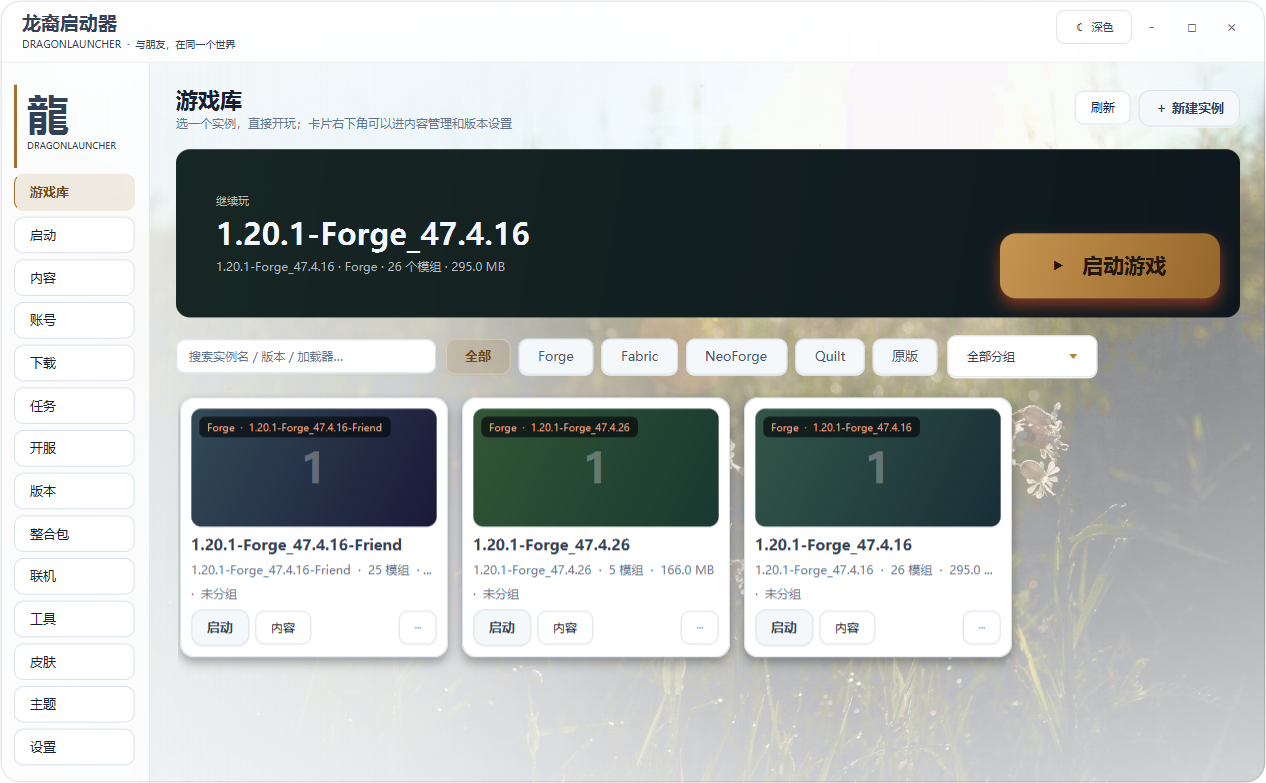 龙裔启动器
DRAGONLAUNCHER · 与朋友，在同一个世界
☾ 深色
龍
DRAGONLAUNCHER
游戏库
启动
内容
账号
下载
任务
开服
版本
整合包
联机
工具
皮肤
主题
设置
游戏库
选一个实例，直接开玩；卡片右下角可以进内容管理和版本设置
刷新
+ 新建实例
继续玩
1.20.1-Forge_47.4.16
1.20.1-Forge_47.4.16 · Forge · 26 个模组 · 295.0 MB
▶ 启动游戏
搜索实例名 / 版本 / 加载器...
全部
Forge
Fabric
NeoForge
Quilt
原版
全部分组
Forge · 1.20.1-Forge_47.4.16-Friend
1
1.20.1-Forge_47.4.16-Friend
1.20.1-Forge_47.4.16-Friend · 25 模组 · ...
· 未分组
启动
内容
...
Forge · 1.20.1-Forge_47.4.26
1
1.20.1-Forge_47.4.26
1.20.1-Forge_47.4.26 · 5 模组 · 166.0 MB
· 未分组
启动
内容
...
Forge · 1.20.1-Forge_47.4.16
1
1.20.1-Forge_47.4.16
1.20.1-Forge_47.4.16 · 26 模组 · 295.0 ...
· 未分组
启动
内容
...